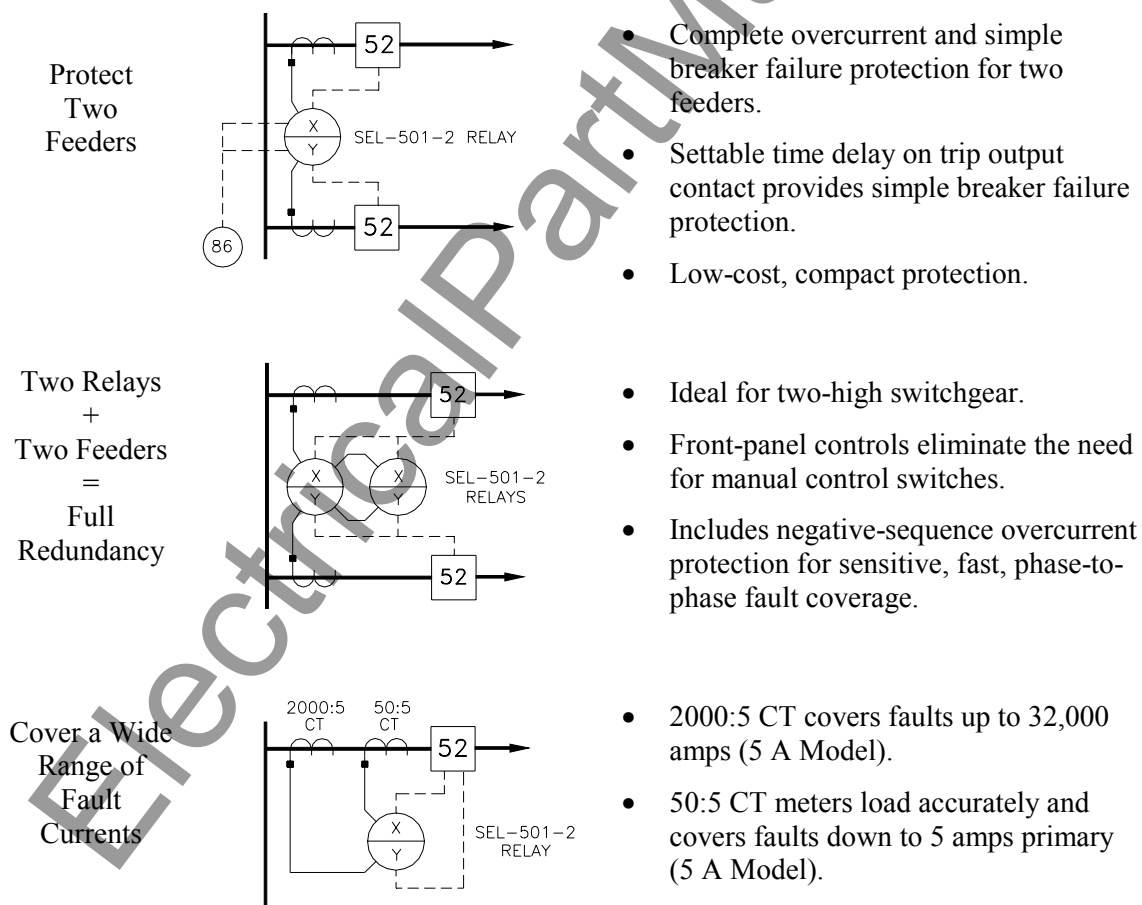 Protect
Two
Feeders
52
X
Y
SEL-501-2 RELAY
52
86
• Complete overcurrent and simple
breaker failure protection for two
feeders.
• Settable time delay on trip output
contact provides simple breaker failure
protection.
• Low-cost, compact protection.
Two Relays
+
Two Feeders
=
Full
Redundancy
52
X
Y
X
Y
SEL-501-2
RELAYS
52
• Ideal for two-high switchgear.
• Front-panel controls eliminate the need
for manual control switches.
• Includes negative-sequence overcurrent
protection for sensitive, fast, phase-to-
phase fault coverage.
Cover a Wide
Range of
Fault
Currents
2000:5
CT
50:5
CT
52
X
Y
SEL-501-2
RELAY
• 2000:5 CT covers faults up to 32,000
amps (5 A Model).
• 50:5 CT meters load accurately and
covers faults down to 5 amps primary
(5 A Model).